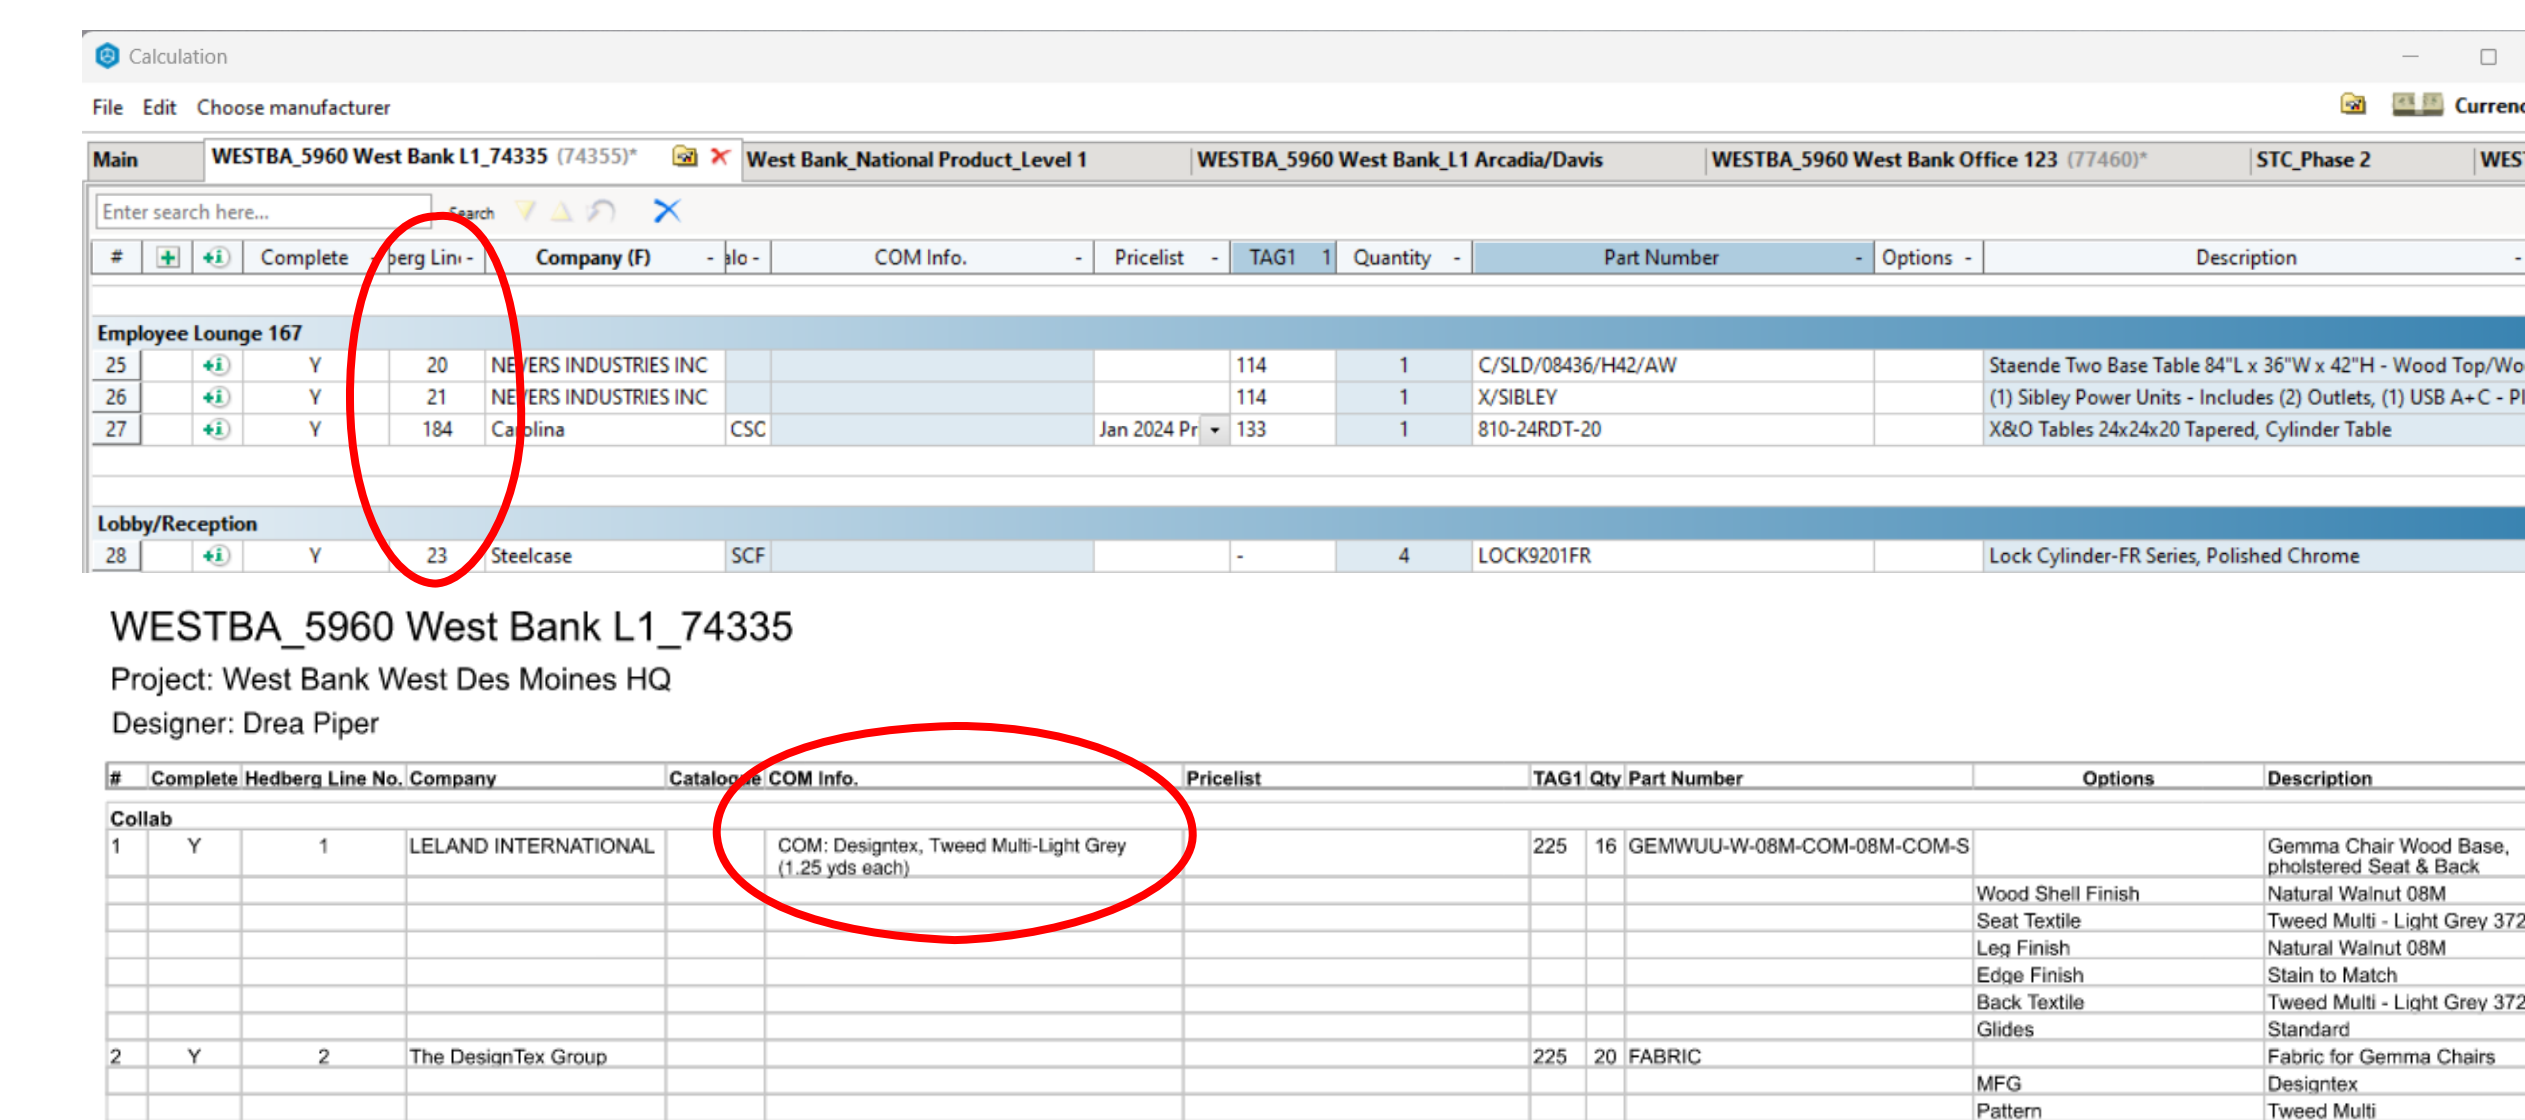 Calculation
File Edit Choose manufacturer Currenc
Main WESTBA_5960 West Bank L1_74335 (74355)* West Bank_National Product_Level 1 WESTBA_5960 West Bank_L1 Arcadia/Davis WESTBA_5960 West Bank Office 123 (77460)* STC_Phase 2 WES
Enter search here... Search
# Complete - berg Line - Company (F) - alo - COM Info. - Pricelist - TAG1 1 Quantity - Part Number - Options - Description -
Employee Lounge 167
25 Y 20 NEVERS INDUSTRIES INC 114 1 C/SLD/08436/H42/AW Staende Two Base Table 84"L x 36"W x 42"H - Wood Top/Wo
26 Y 21 NEVERS INDUSTRIES INC 114 1 X/SIBLEY (1) Sibley Power Units - Includes (2) Outlets, (1) USB A+C - Pl
27 Y 184 Carolina CSC Jan 2024 Pr 133 1 810-24RDT-20 X&O Tables 24x24x20 Tapered, Cylinder Table
Lobby/Reception
28 Y 23 Steelcase SCF - 4 LOCK9201FR Lock Cylinder-FR Series, Polished Chrome
WESTBA_5960 West Bank L1_74335
Project: West Bank West Des Moines HQ
Designer: Drea Piper
# Complete Hedberg Line No. Company Catalogue COM Info. Pricelist TAG1 Qty Part Number Options Description
Collab
1 Y 1 LELAND INTERNATIONAL COM: Designtex, Tweed Multi-Light Grey 225 16 GEMWUU-W-08M-COM-08M-COM-S Gemma Chair Wood Base,
(1.25 yds each) pholstered Seat & Back
Wood Shell Finish Natural Walnut 08M
Seat Textile Tweed Multi - Light Grey 372
Leg Finish Natural Walnut 08M
Edge Finish Stain to Match
Back Textile Tweed Multi - Light Grey 372
Glides Standard
2 Y 2 The DesignTex Group 225 20 FABRIC Fabric for Gemma Chairs
MFG Designtex
Pattern Tweed Multi